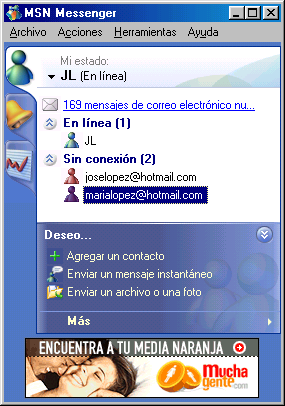 MSN Messenger
Archivo Acciones Herramientas Ayuda
Mi estado:
JL (En línea)
169 mensajes de correo electrónico nu...
En línea (1)
JL
Sin conexión (2)
joselopez@hotmail.com
marialopez@hotmail.com
Deseo...
Agregar un contacto
Enviar un mensaje instantáneo
Enviar un archivo o una foto
Más
ENCUENTRA A TU MEDIA NARANJA
Mucha
gente.com